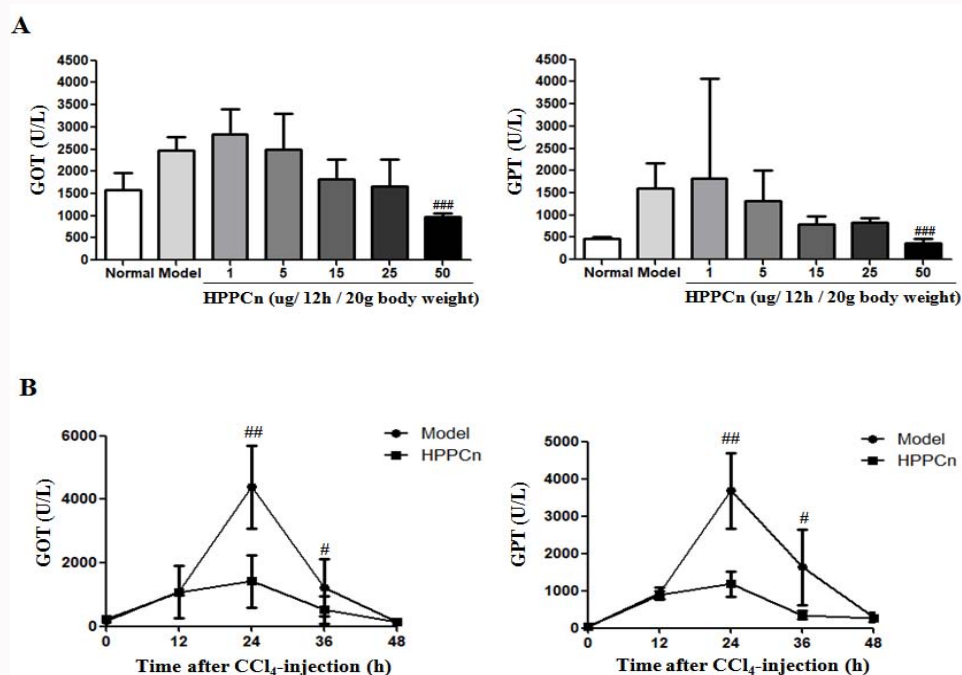 A
GOT (U/L)
4500
4000
3500
3000
2500
2000
1500
1000
500
0
Normal Model 1 5 15 25 50
###
HPPCn (ug/ 12h / 20g body weight)
GPT (U/L)
4500
4000
3500
3000
2500
2000
1500
1000
500
0
Normal Model 1 5 15 25 50
###
HPPCn (ug/ 12h / 20g body weight)
B
GOT (U/L)
6000
4000
2000
0
##
#
Model
HPPCn
0 12 24 36 48
Time after CCl₄-injection (h)
GPT (U/L)
5000
4000
3000
2000
1000
0
##
#
Model
HPPCn
0 12 24 36 48
Time after CCl₄-injection (h)